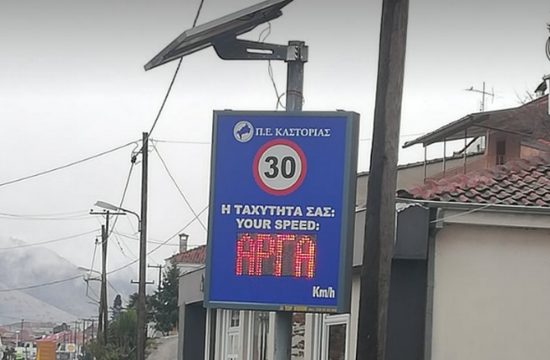 Π.Ε. ΚΑΣΤΟΡΙΑΣ
30
Η ΤΑΧΥΤΗΤΑ ΣΑΣ:
YOUR SPEED:
ΑΡΓΑ
Km/h